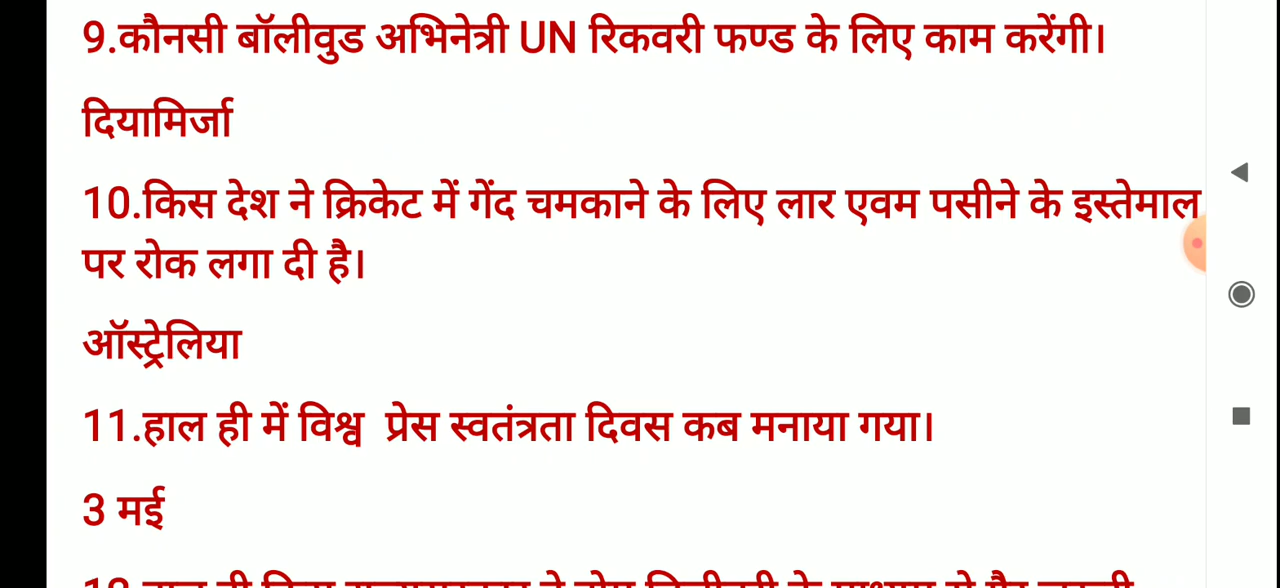 9.कौनसी बॉलीवुड अभिनेत्री UN रिकवरी फण्ड के लिए काम करेंगी।
दियामिर्जा
10.किस देश ने क्रिकेट में गेंद चमकाने के लिए लार एवम पसीने के इस्तेमाल
पर रोक लगा दी है।
ऑस्ट्रेलिया
11.हाल ही में विश्व प्रेस स्वतंत्रता दिवस कब मनाया गया।
3 मई